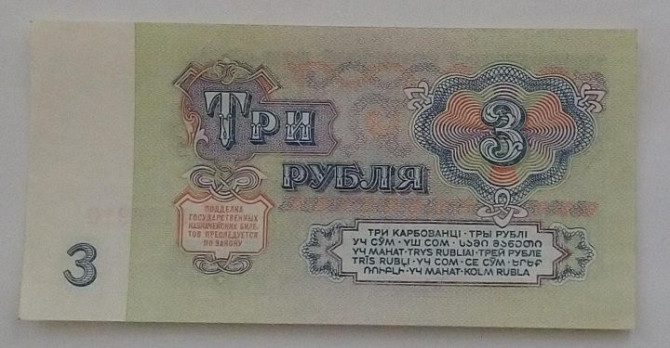 ТРИ
РУБЛЯ
3
ПОДДЕЛКА
ГОСУДАРСТВЕННЫХ
КАЗНАЧЕЙСКИХ БИЛЕ-
ТОВ ПРЕСЛЕДУЕТСЯ
ПО ЗАКОНУ
3
ТРИ КАРБОВАНЦІ · ТРЫ РУБЛІ
УЧ СЎМ · ҮШ СОМ · ᲡᲐᲛᲘ ᲛᲐᲜᲔᲗᲘ
ҮЧ МАНАТ · TRYS RUBLIAI · ТРЕЙ РУБЛЕ
TRĪS RUBĻI · ҮЧ СОМ · СЕ СӮМ · ԵՐԵՔ
ՌՈՒԲԼԻ · ҮЧ МАНАТ · KOLM RUBLA